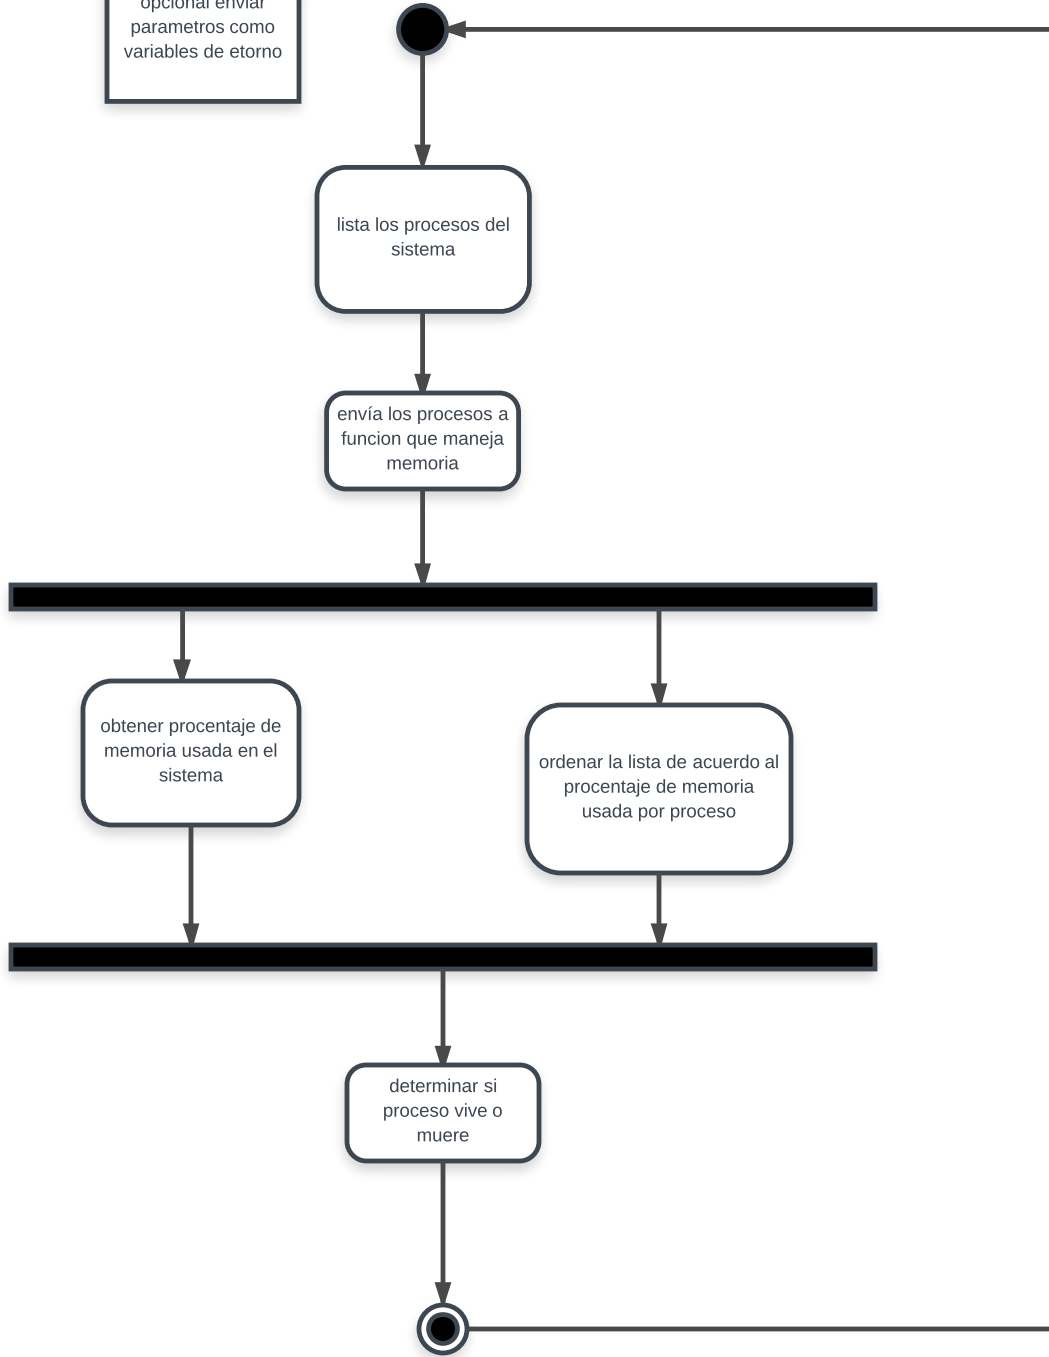 opcional enviar
parametros como
variables de etorno
lista los procesos del
sistema
envía los procesos a
funcion que maneja
memoria
obtener procentaje de
memoria usada en el
sistema
ordenar la lista de acuerdo al
procentaje de memoria
usada por proceso
determinar si
proceso vive o
muere